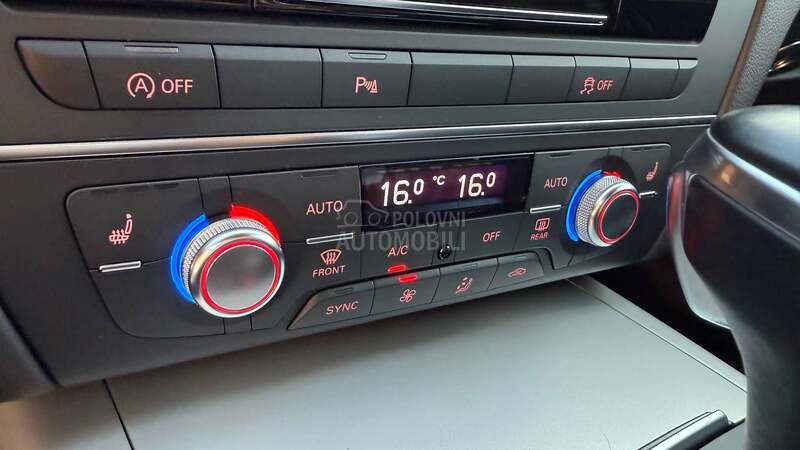 A OFF
P
OFF
AUTO
16.0 °C 16.0
AUTO
POLOVNI
AUTOMOBILI
FRONT
A/C
OFF
REAR
SYNC